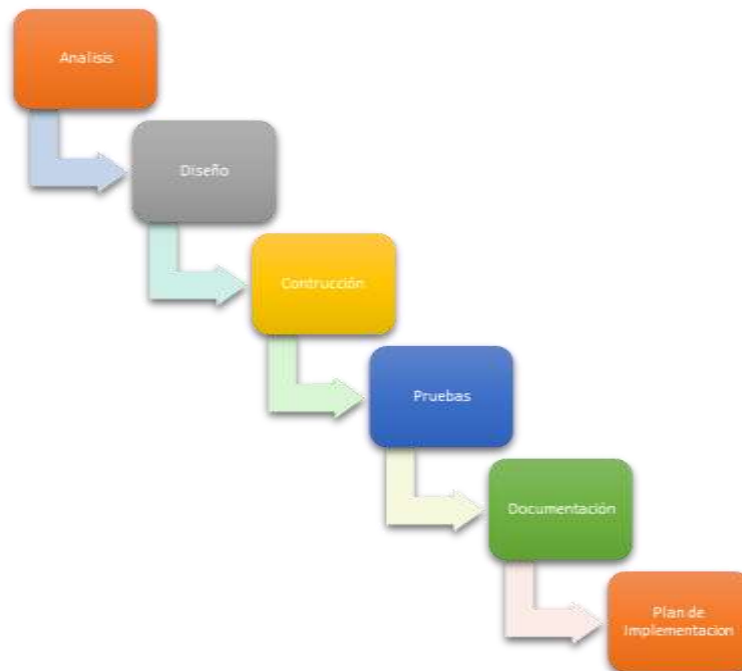 Analisis
Diseño
Contrucción
Pruebas
Documentación
Plan de
Implementacion